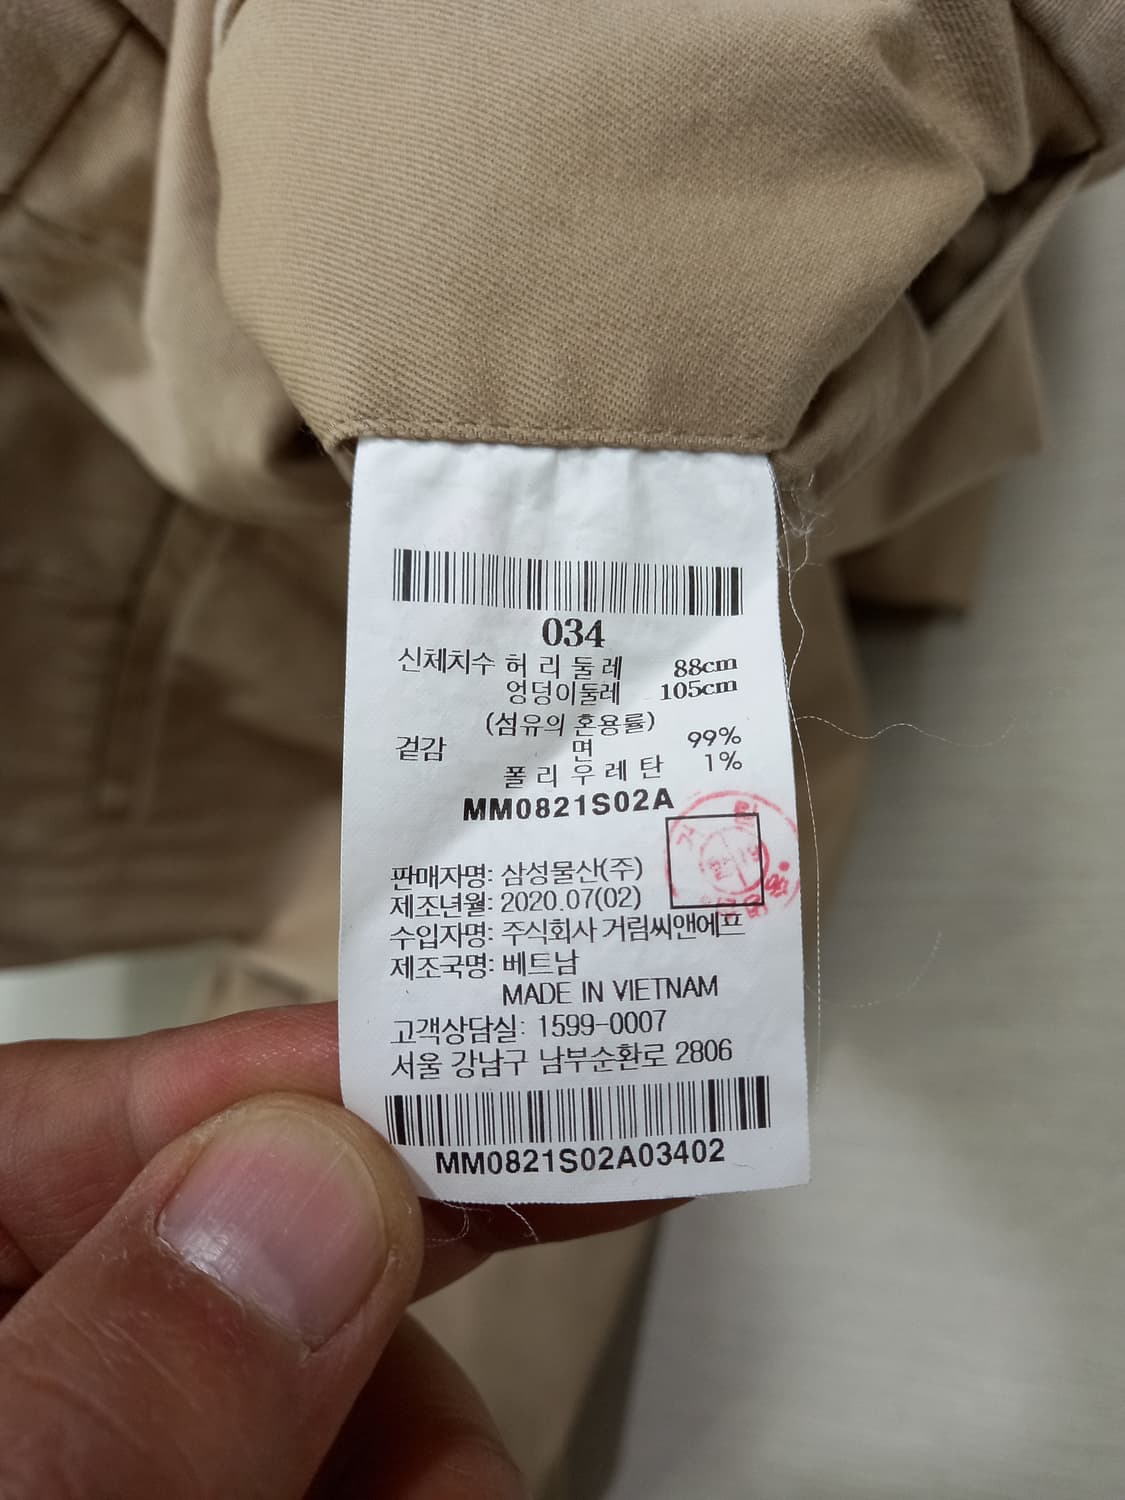 034
신체치수 허리둘레 88cm
엉덩이둘레 105cm
(섬유의 혼용률)
겉감 면 99%
폴리우레탄 1%
MM0821S02A
판매자명: 삼성물산(주)
제조년월: 2020.07(02)
수입자명: 주식회사 거림씨앤에프
제조국명: 베트남
MADE IN VIETNAM
고객상담실: 1599-0007
서울 강남구 남부순환로 2806
MM0821S02A03402